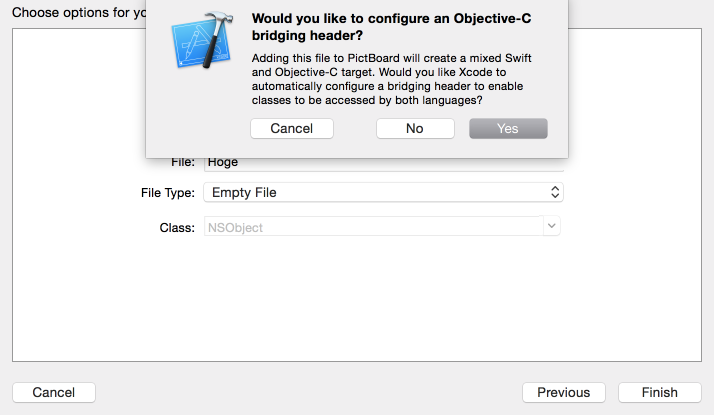 Choose options for yo
Would you like to configure an Objective-C
bridging header?
Adding this file to PictBoard will create a mixed Swift
and Objective-C target. Would you like Xcode to
automatically configure a bridging header to enable
classes to be accessed by both languages?
Cancel No Yes
File: Hoge
File Type: Empty File
Class: NSObject
Cancel Previous Finish